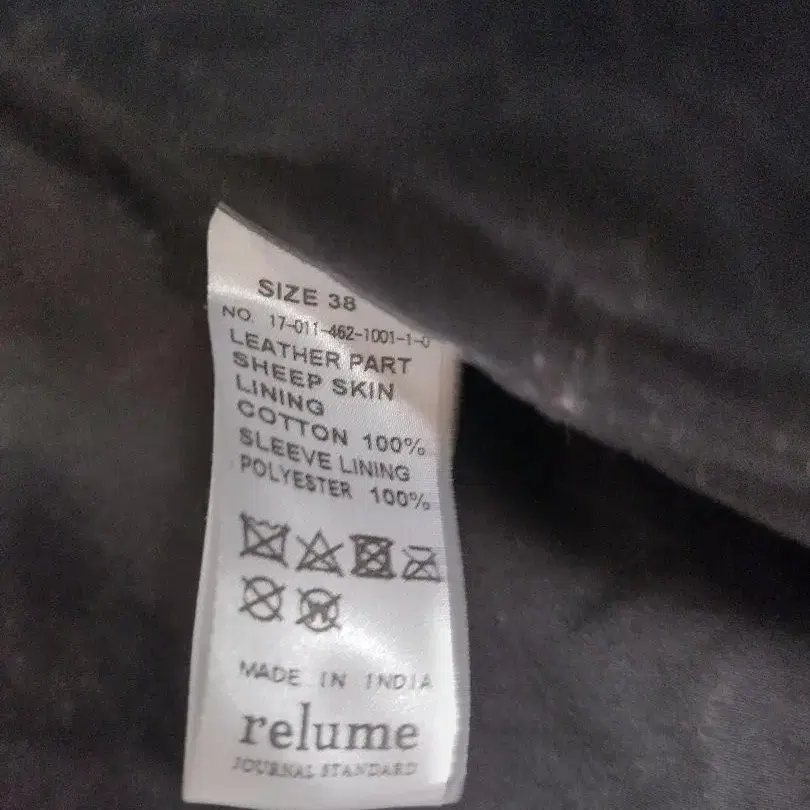 SIZE 38
NO. 17-011-462-1001-1-0
LEATHER PART
SHEEP SKIN
LINING
COTTON 100%
SLEEVE LINING
POLYESTER 100%
MADE IN INDIA
relume
JOURNAL STANDARD